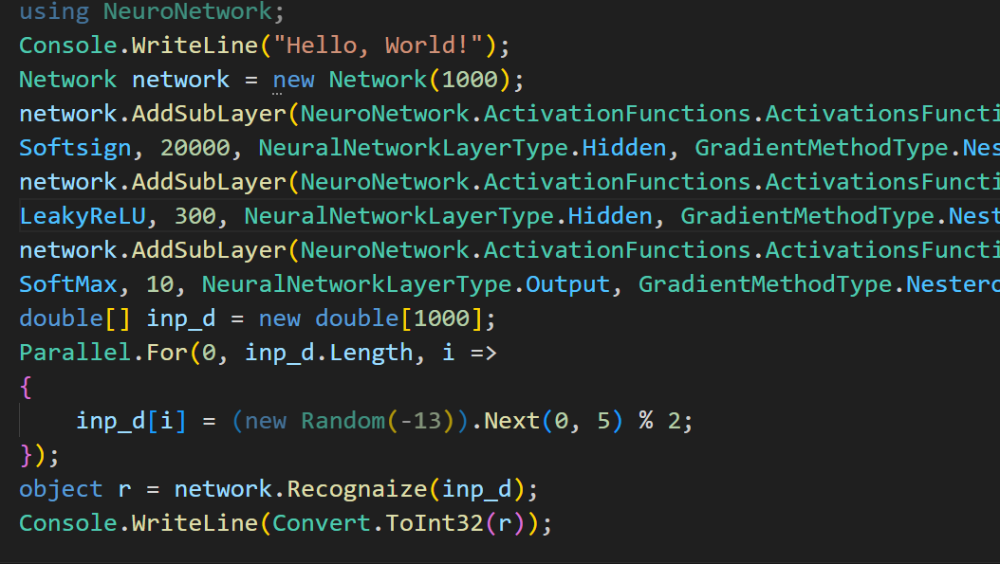 using NeuroNetwork;
Console.WriteLine("Hello, World!");
Network network = new Network(1000);
network.AddSubLayer(NeuroNetwork.ActivationFunctions.ActivationsFuncti
Softsign, 20000, NeuralNetworkLayerType.Hidden, GradientMethodType.Nes
network.AddSubLayer(NeuroNetwork.ActivationFunctions.ActivationsFuncti
LeakyReLU, 300, NeuralNetworkLayerType.Hidden, GradientMethodType.Nest
network.AddSubLayer(NeuroNetwork.ActivationFunctions.ActivationsFuncti
SoftMax, 10, NeuralNetworkLayerType.Output, GradientMethodType.Nestero
double[] inp_d = new double[1000];
Parallel.For(0, inp_d.Length, i =>
{
    inp_d[i] = (new Random(-13)).Next(0, 5) % 2;
});
object r = network.Recognaize(inp_d);
Console.WriteLine(Convert.ToInt32(r));